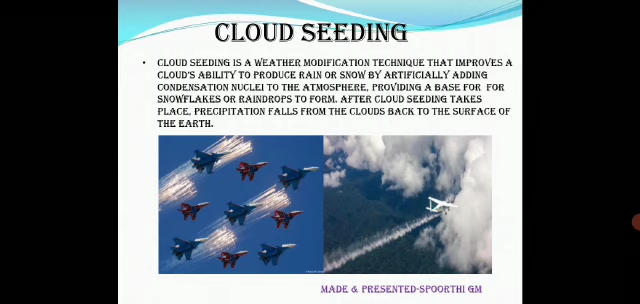 CLOUD SEEDING
• CLOUD SEEDING IS A WEATHER MODIFICATION TECHNIQUE THAT IMPROVES A
CLOUD'S ABILITY TO PRODUCE RAIN OR SNOW BY ARTIFICIALLY ADDING
CONDENSATION NUCLEI TO THE ATMOSPHERE, PROVIDING A BASE FOR FOR
SNOWFLAKES OR RAINDROPS TO FORM. AFTER CLOUD SEEDING TAKES
PLACE, PRECIPITATION FALLS FROM THE CLOUDS BACK TO THE SURFACE OF
THE EARTH.
MADE & PRESENTED-SPOORTHI GM